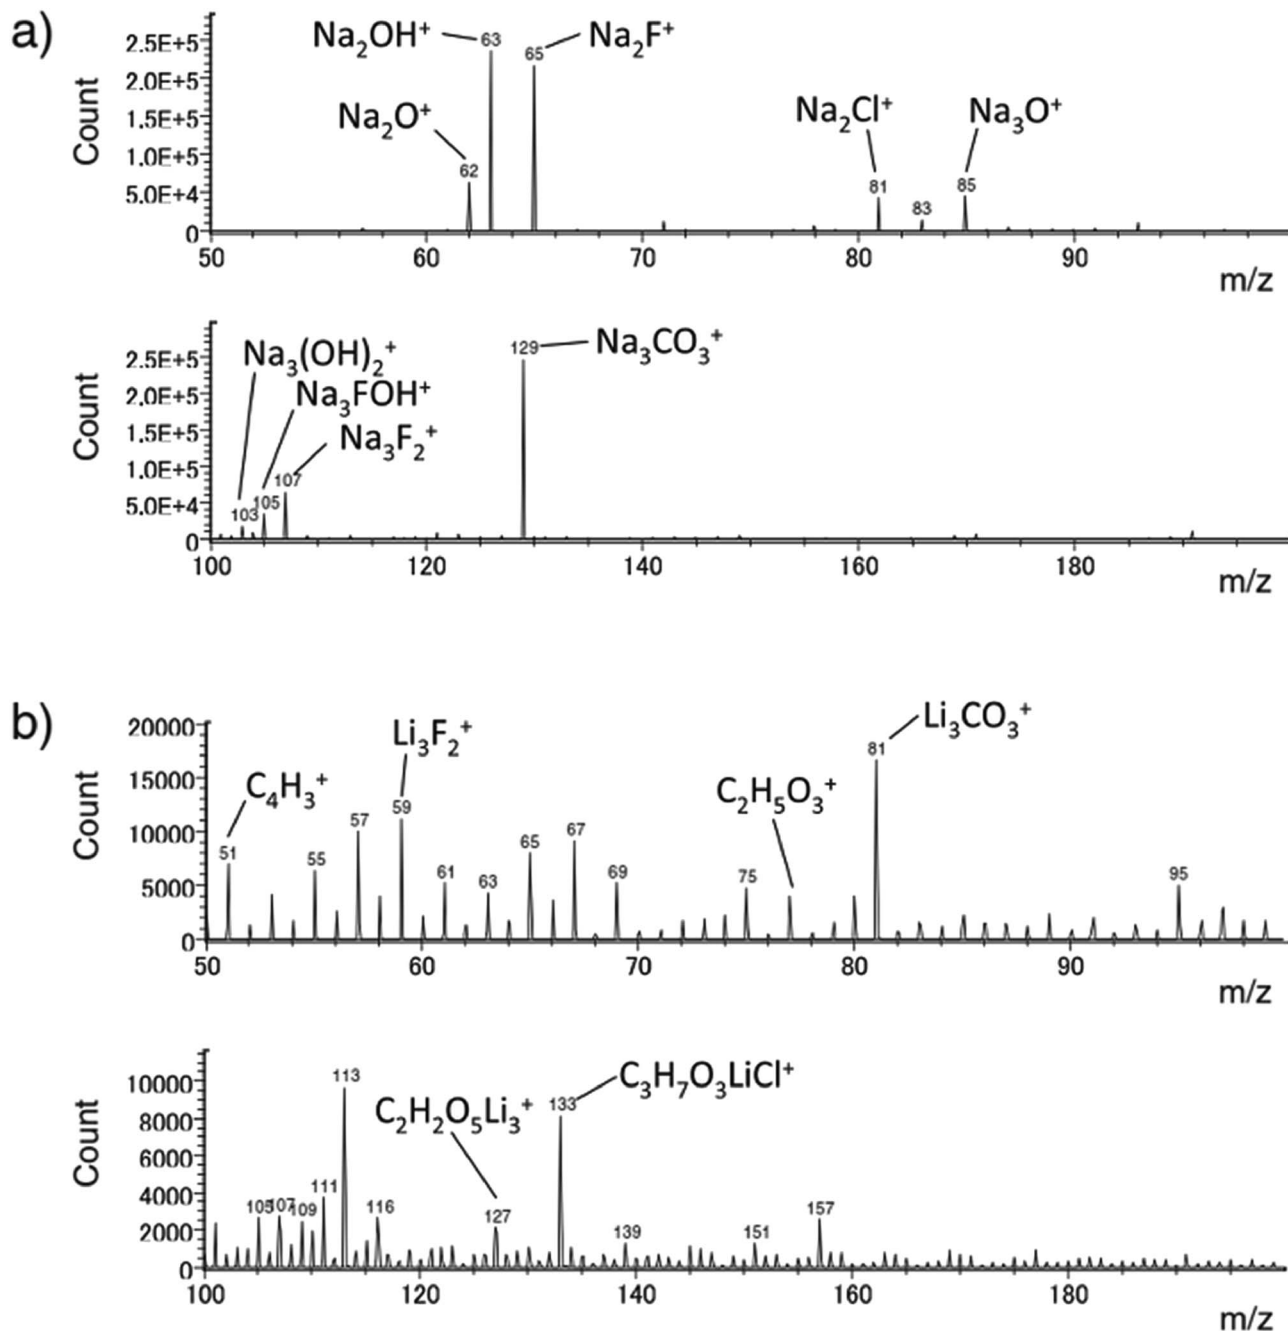 a)
Count
2.5E+5
2.0E+5
1.5E+5
1.0E+5
5.0E+4
0
Na₂OH⁺
63
65
Na₂F⁺
Na₂O⁺
62
Na₂Cl⁺
81
83
Na₃O⁺
85
50 60 70 80 90
m/z
Count
2.5E+5
2.0E+5
1.5E+5
1.0E+5
5.0E+4
0
Na₃(OH)₂⁺
Na₃FOH⁺
Na₃F₂⁺
103
105
107
129
Na₃CO₃⁺
100 120 140 160 180
m/z
b)
Count
20000
15000
10000
5000
0
C₄H₃⁺
51
55
57
Li₃F₂⁺
59
61
63
65
67
69
75
C₂H₅O₃⁺
81
Li₃CO₃⁺
95
50 60 70 80 90
m/z
Count
10000
8000
6000
4000
2000
0
105
107
109
111
113
116
C₂H₂O₅Li₃⁺
127
133
C₃H₇O₃LiCl⁺
139
151
157
100 120 140 160 180
m/z